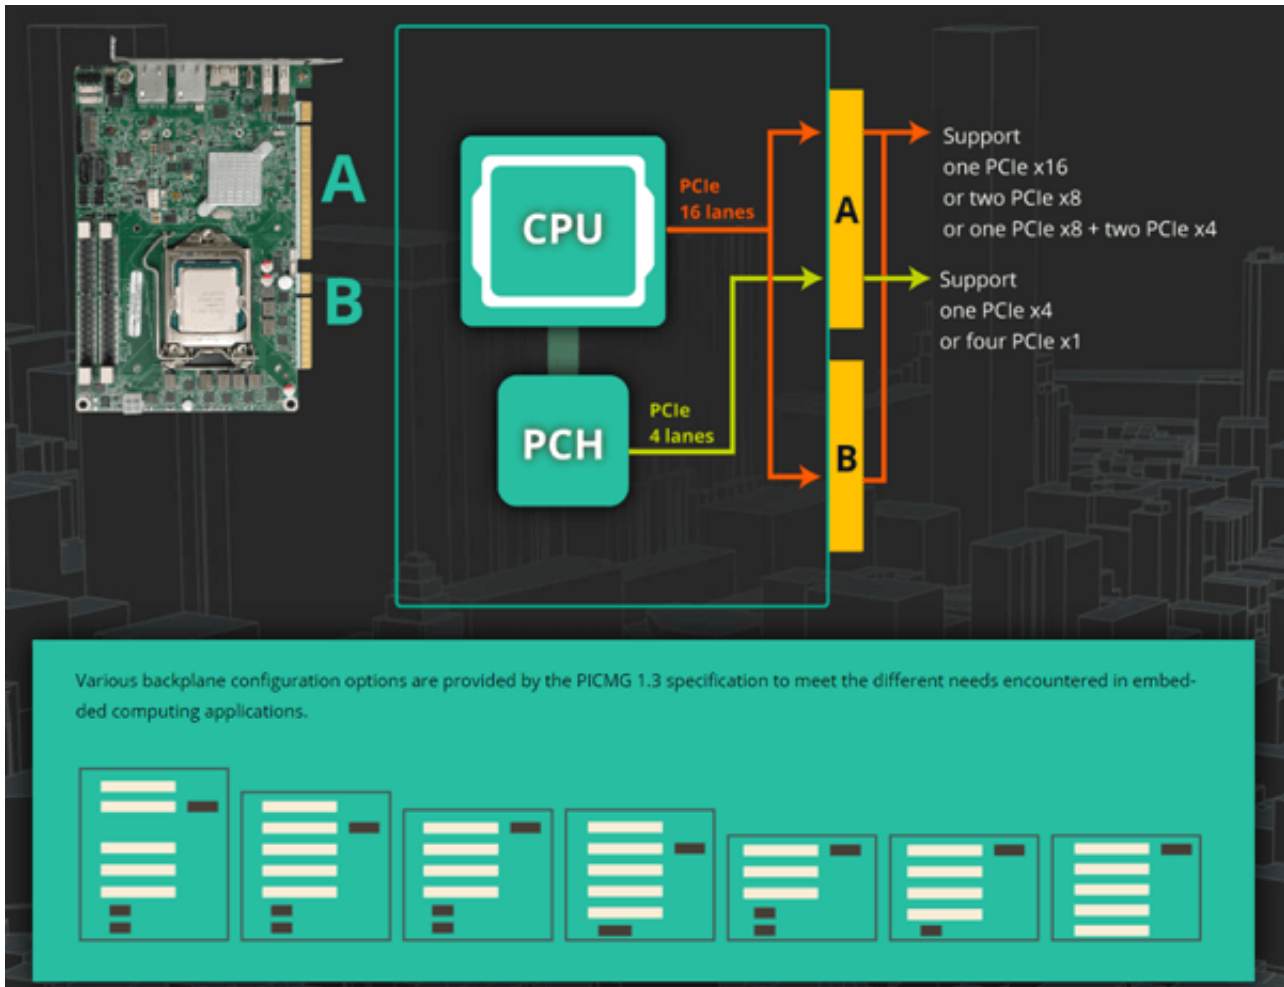 A
B
CPU
PCH
PCIe
16 lanes
PCIe
4 lanes
A
B
Support
one PCIe x16
or two PCIe x8
or one PCIe x8 + two PCIe x4
Support
one PCIe x4
or four PCIe x1
Various backplane configuration options are provided by the PICMG 1.3 specification to meet the different needs encountered in embed-
ded computing applications.